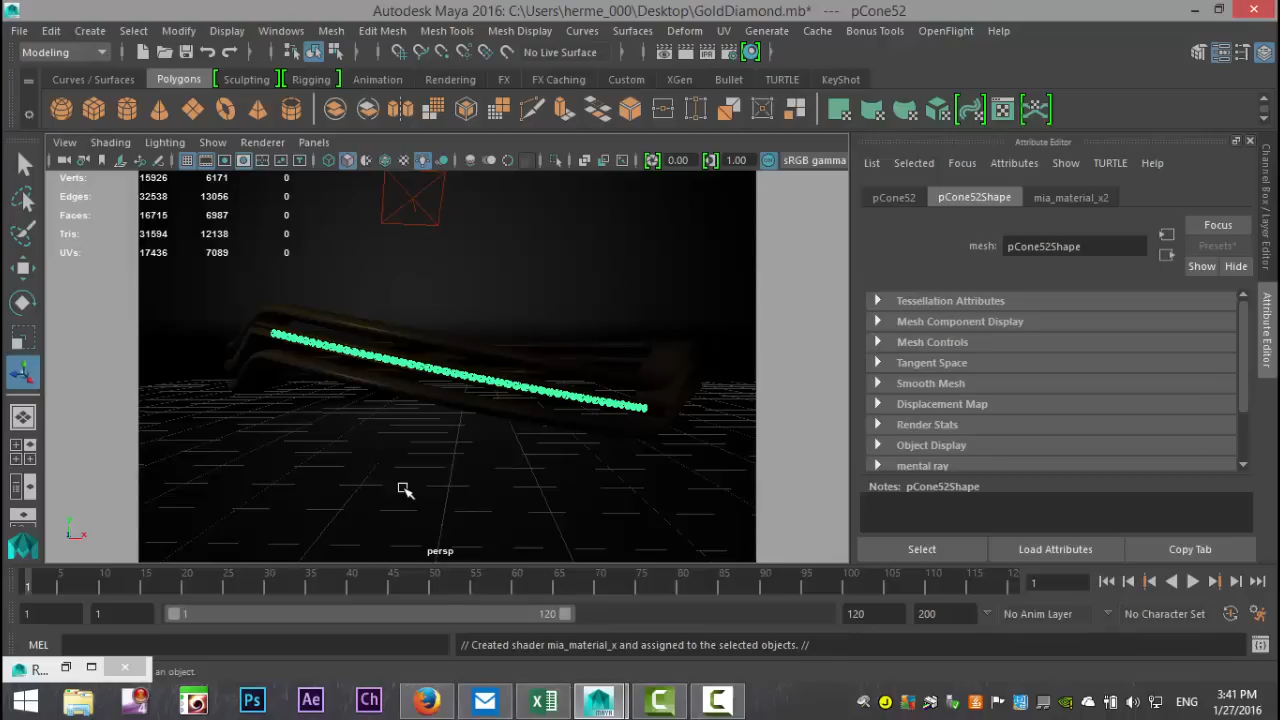 Autodesk Maya 2016: C:\Users\herme_000\Desktop\GoldDiamond.mb* --- pCone52
File Edit Create Select Modify Display Windows Mesh Edit Mesh Mesh Tools Mesh Display Curves Surfaces Deform UV Generate Cache Bonus Tools OpenFlight Help
Modeling No Live Surface IPR
Curves / Surfaces Polygons Sculpting Rigging Animation Rendering FX FX Caching Custom XGen Bullet TURTLE KeyShot
View Shading Lighting Show Renderer Panels
0.00 1.00 sRGB gamma
Verts: 15926 6171 0
Edges: 32538 13056 0
Faces: 16715 6987 0
Tris: 31594 12138 0
UVs: 17436 7089 0
y x
persp
Attribute Editor
List Selected Focus Attributes Show TURTLE Help
pCone52 pCone52Shape mia_material_x2
Focus
mesh: pCone52Shape Presets*
Show Hide
Tessellation Attributes
Mesh Component Display
Mesh Controls
Tangent Space
Smooth Mesh
Displacement Map
Render Stats
Object Display
mental ray
Notes: pCone52Shape
Select Load Attributes Copy Tab
Channel Box / Layer Editor
Attribute Editor
1 5 10 15 20 25 30 35 40 45 50 55 60 65 70 75 80 85 90 95 100 105 110 115 12 1
1 1 1 120 120 200 No Anim Layer No Character Set
MEL // Created shader mia_material_x and assigned to the selected objects. //
R... an object.
Ps Ae Ch ENG 3:41 PM
1/27/2016